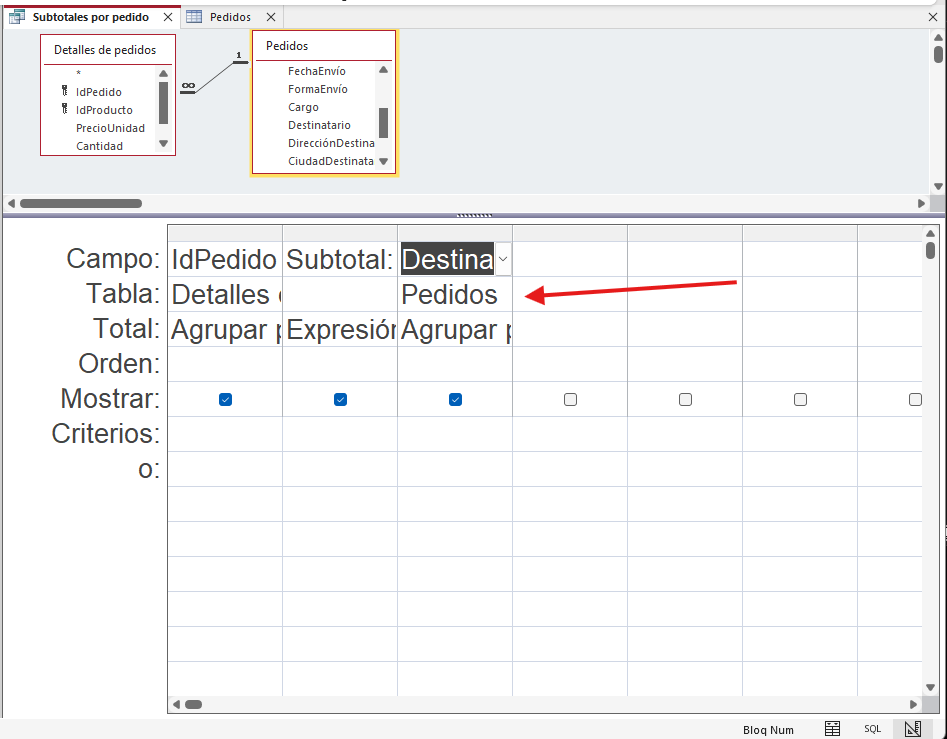 Subtotales por pedido
Pedidos
Detalles de pedidos
*
IdPedido
IdProducto
PrecioUnidad
Cantidad
∞
1
Pedidos
FechaEnvío
FormaEnvío
Cargo
Destinatario
DirecciónDestina
CiudadDestinata
Campo: IdPedido Subtotal: Destina
Tabla: Detalles Pedidos
Total: Agrupar p Expresión Agrupar p
Orden:
Mostrar:
Criterios:
o:
Bloq Num SQL